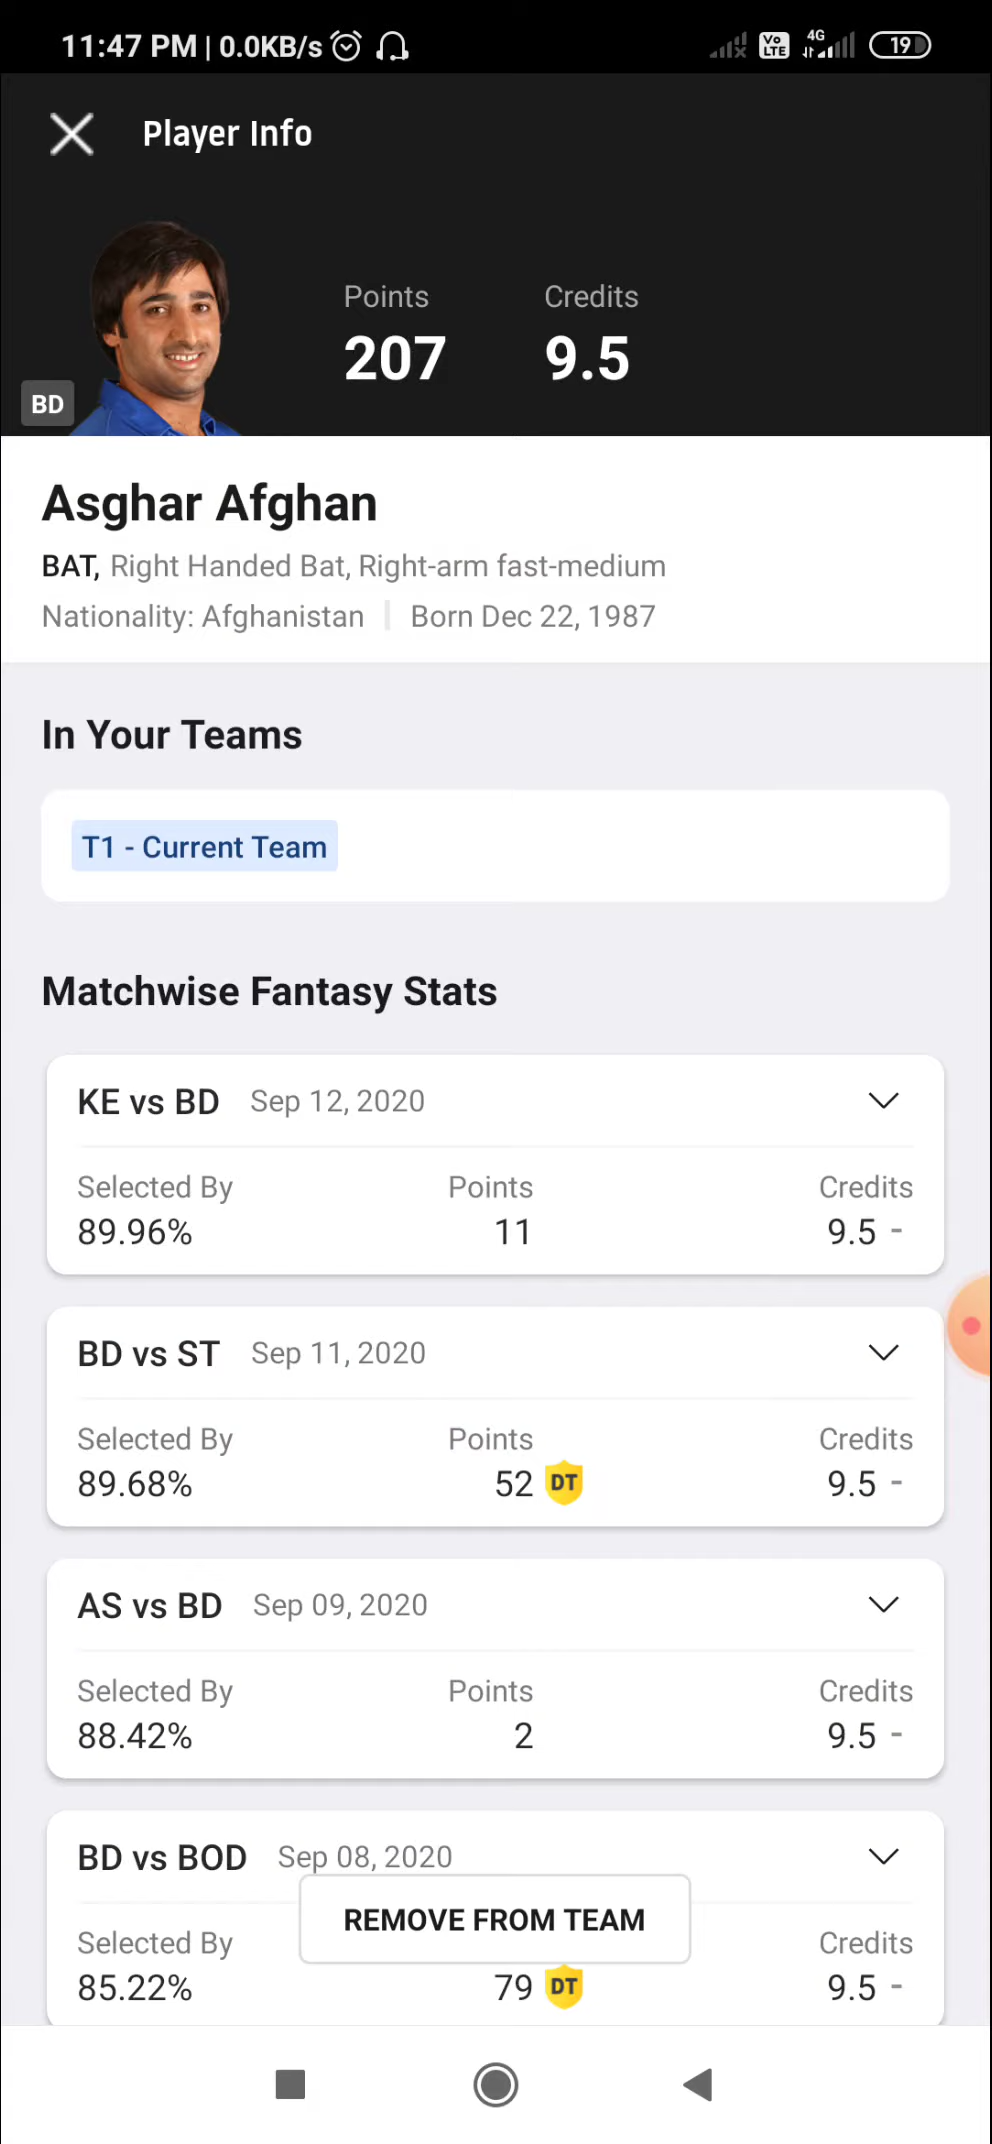 11:47 PM | 0.0KB/s
Vo LTE 4G 19
Player Info
Points Credits
207 9.5
BD
Asghar Afghan
BAT, Right Handed Bat, Right-arm fast-medium
Nationality: Afghanistan | Born Dec 22, 1987
In Your Teams
T1 - Current Team
Matchwise Fantasy Stats
KE vs BD Sep 12, 2020
Selected By Points Credits
89.96% 11 9.5 -
BD vs ST Sep 11, 2020
Selected By Points Credits
89.68% 52 DT 9.5 -
AS vs BD Sep 09, 2020
Selected By Points Credits
88.42% 2 9.5 -
BD vs BOD Sep 08, 2020
REMOVE FROM TEAM
Selected By Credits
85.22% 79 DT 9.5 -